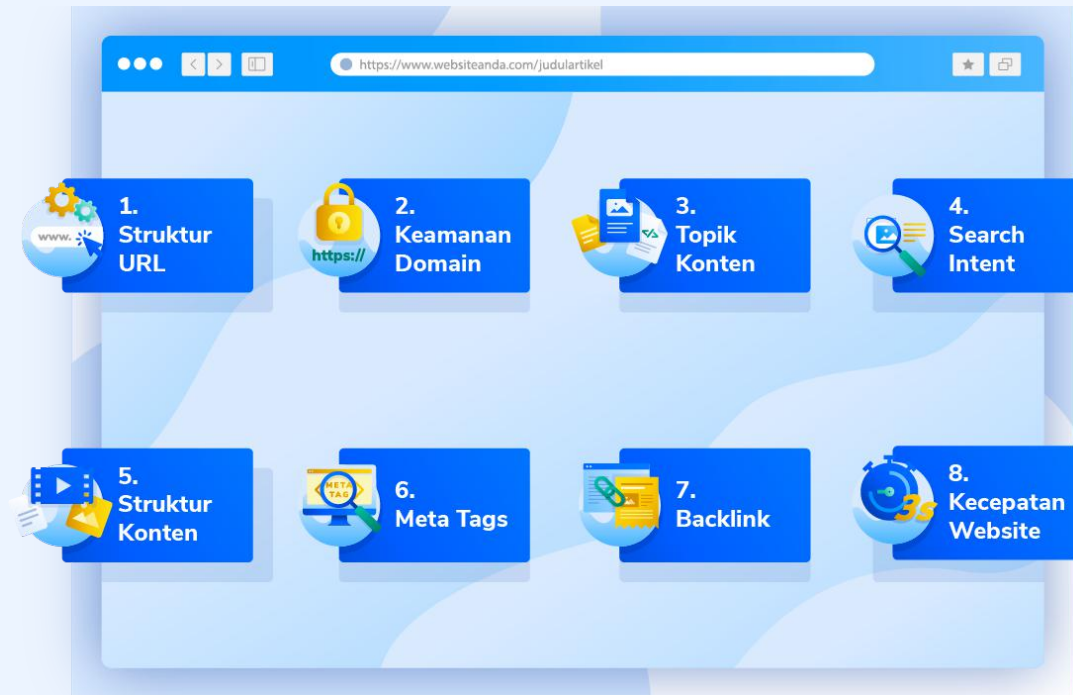 https://www.websiteanda.com/judulartikel
www.
1.
Struktur
URL
https://
2.
Keamanan
Domain
3.
Topik
Konten
4.
Search
Intent
5.
Struktur
Konten
META
TAG
6.
Meta Tags
7.
Backlink
3s
8.
Kecepatan
Website